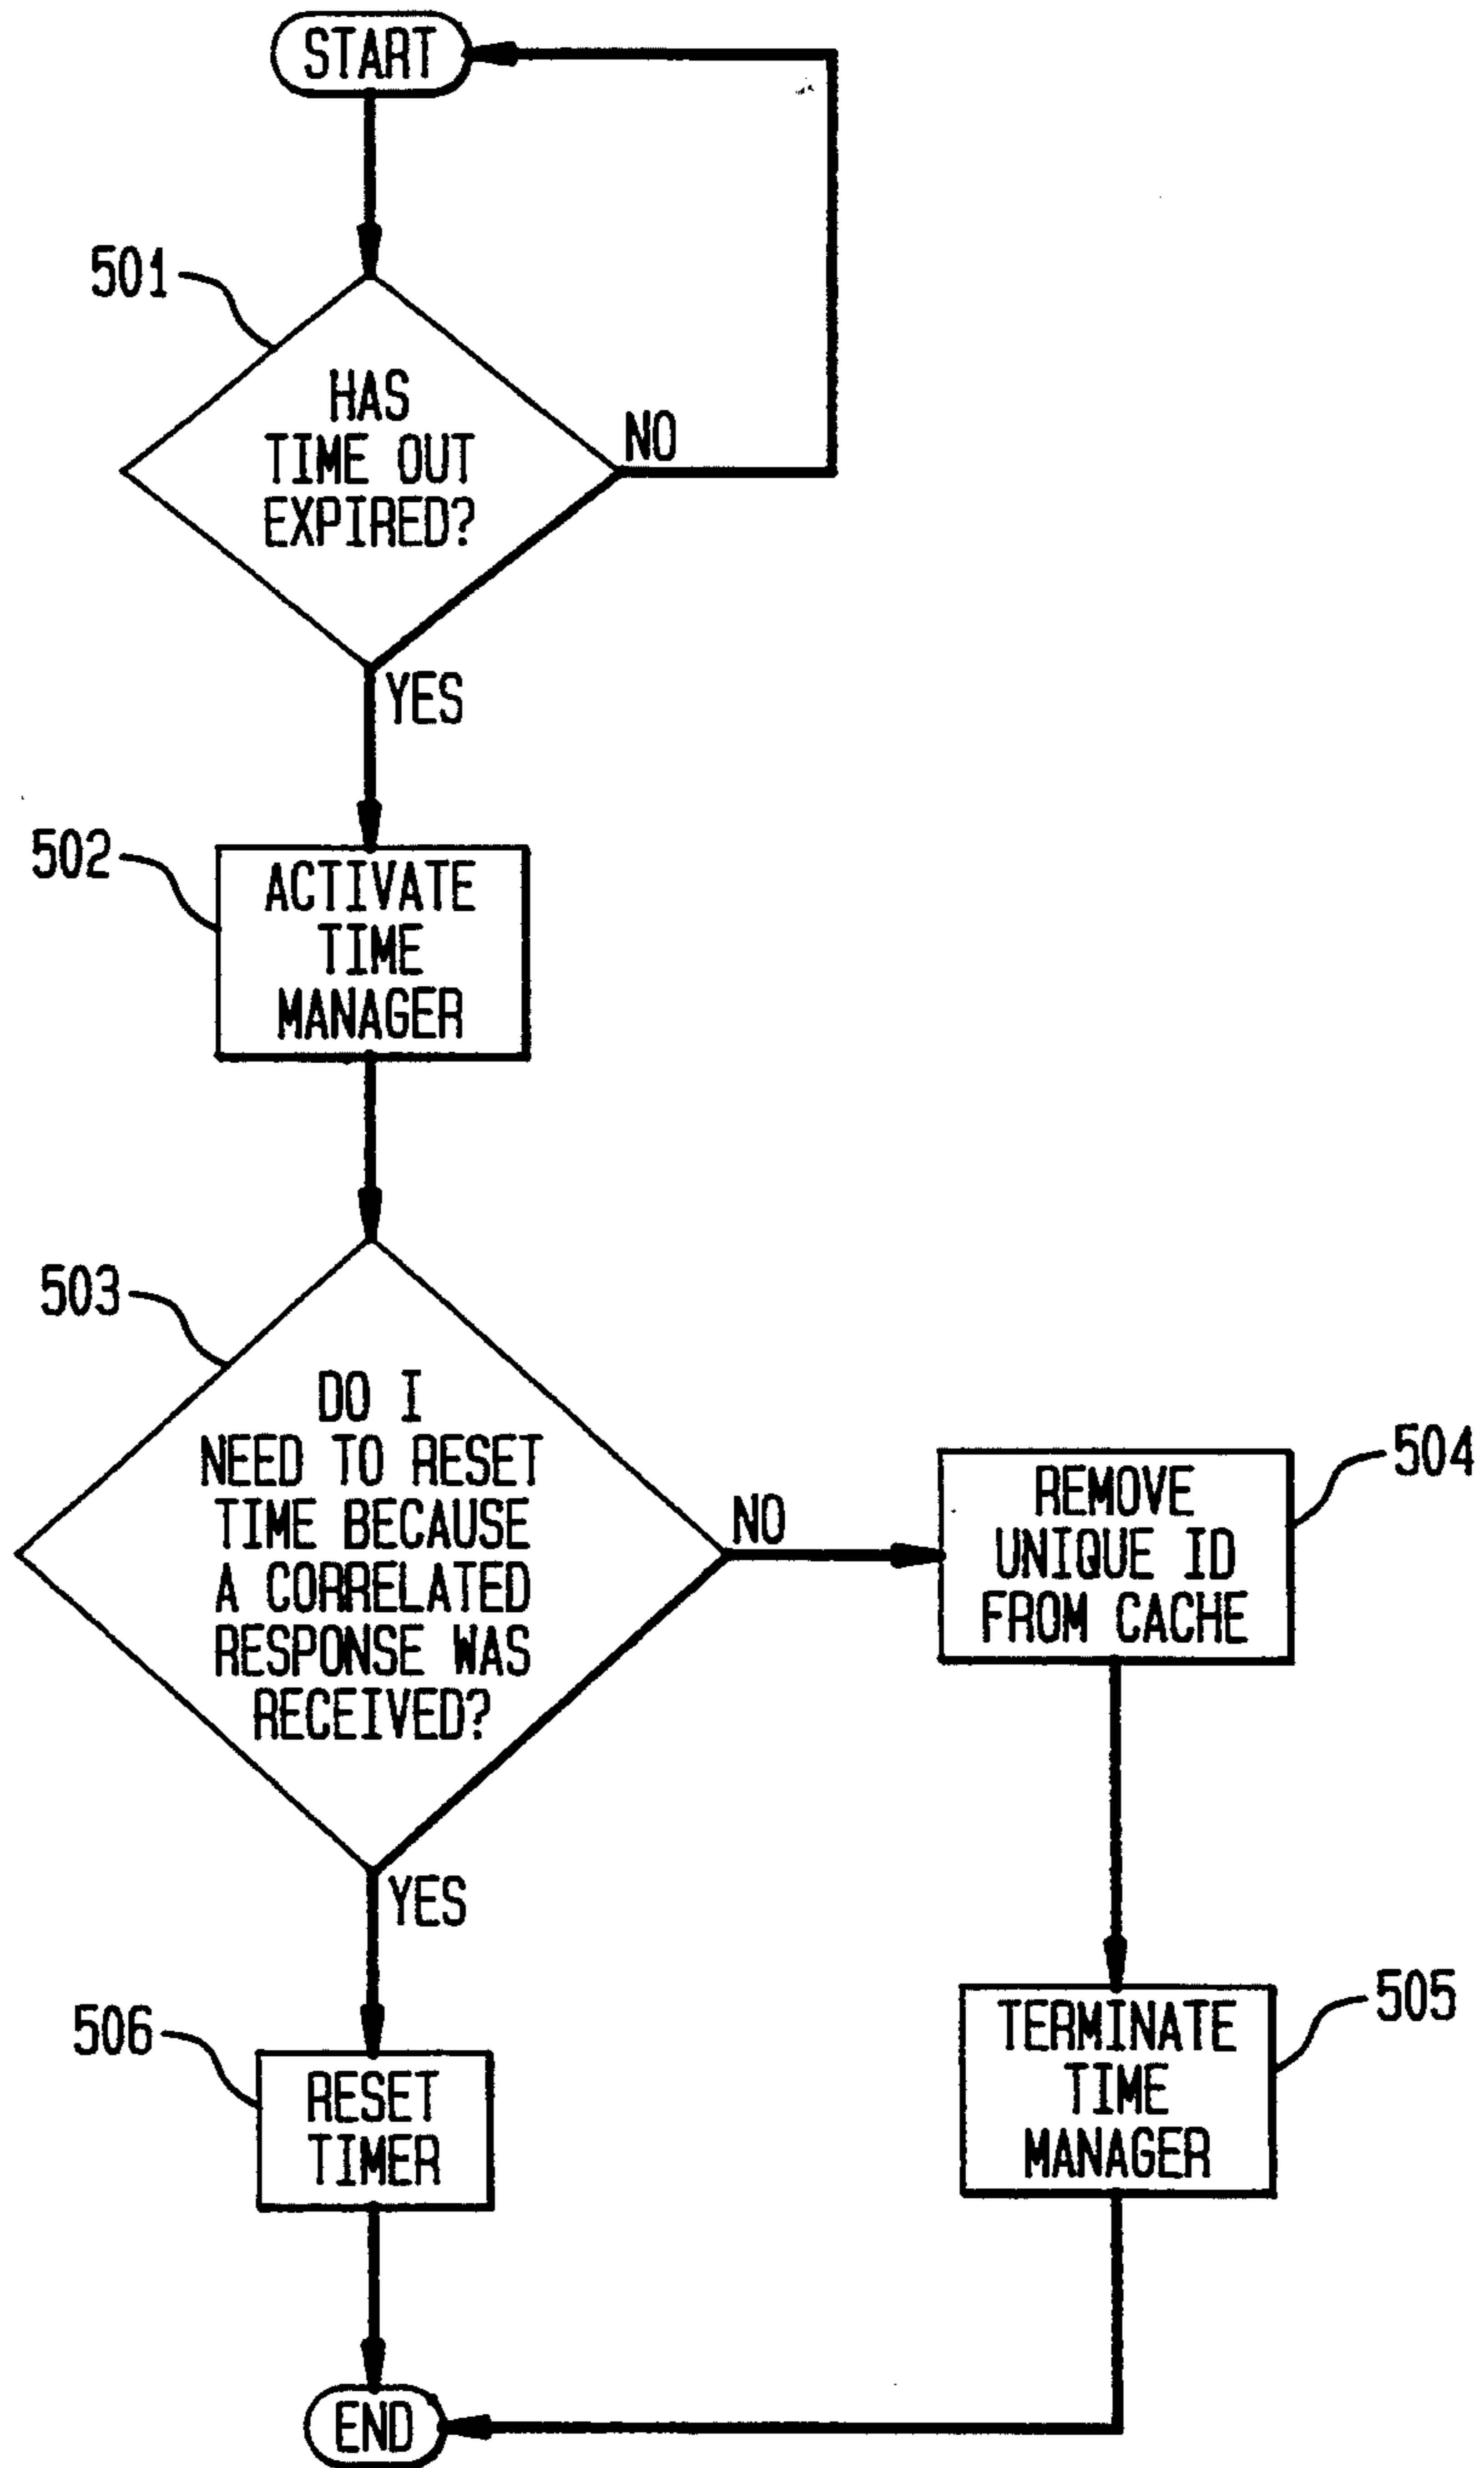 START
501
HAS
TIME OUT
EXPIRED?
NO
YES
502
ACTIVATE
TIME
MANAGER
503
DO I
NEED TO RESET
TIME BECAUSE
A CORRELATED
RESPONSE WAS
RECEIVED?
NO
504
REMOVE
UNIQUE ID
FROM CACHE
YES
505
TERMINATE
TIME
MANAGER
506
RESET
TIMER
END